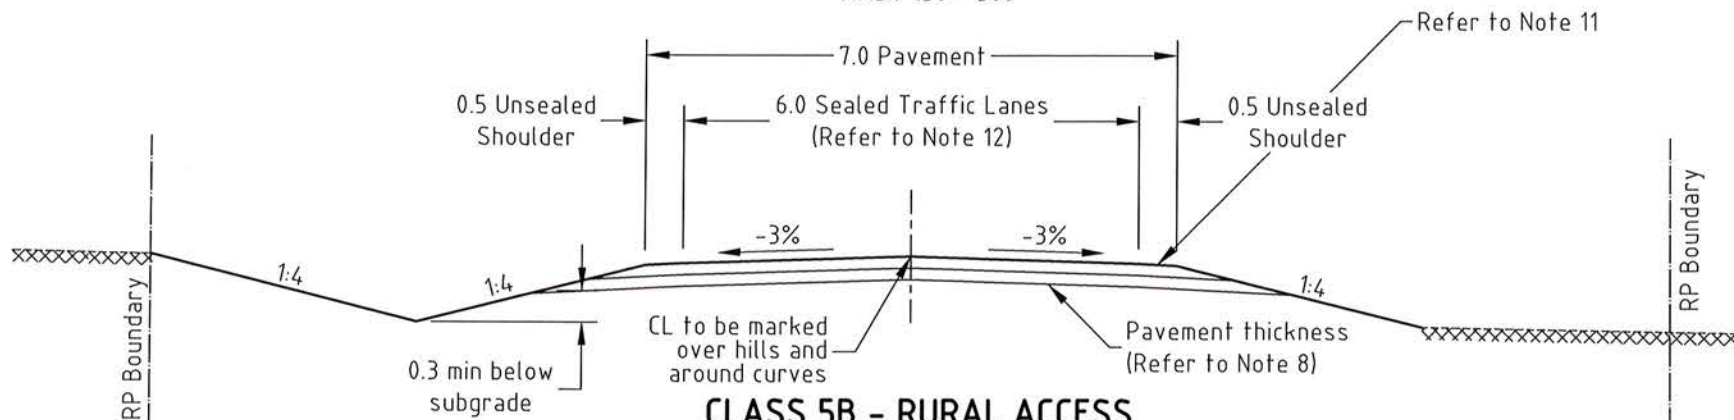 Refer to Note 11
7.0 Pavement
0.5 Unsealed
Shoulder
6.0 Sealed Traffic Lanes
(Refer to Note 12)
0.5 Unsealed
Shoulder
RP Boundary
RP Boundary
-3%
-3%
1:4
1:4
1:4
CL to be marked
over hills and
around curves
Pavement thickness
(Refer to Note 8)
0.3 min below
subgrade
CLASS 5B - RURAL ACCESS